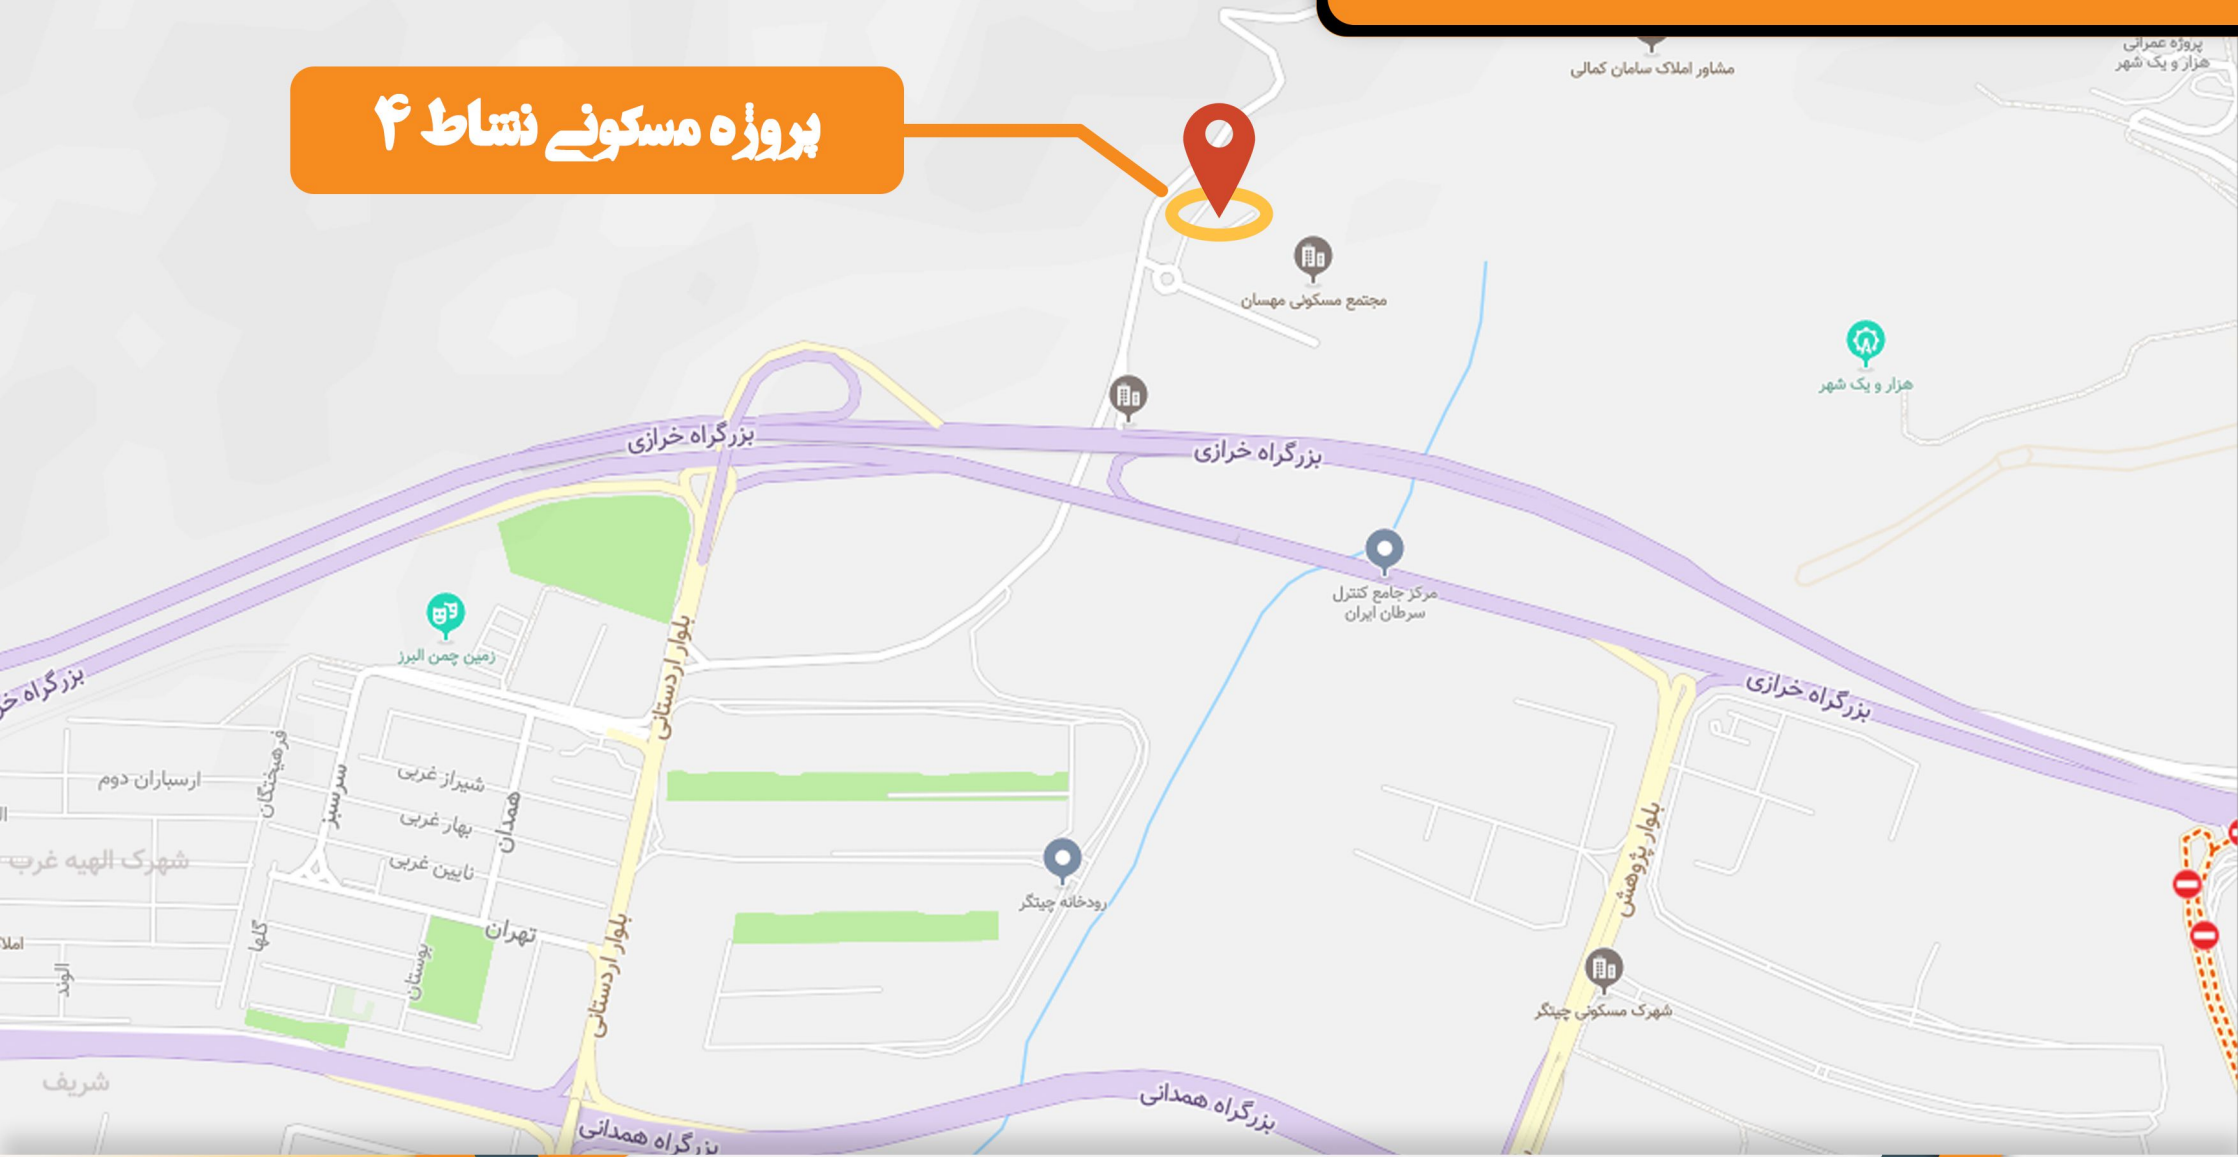 پروژه عمرانی
هزار و یک شهر
مشاور املاک سامان کمالی
پروژه مسکونی نشاط ۴
مجتمع مسکونی مهسان
هزار و یک شهر
بزرگراه خرازی
بزرگراه خرازی
مرکز جامع کنترل
سرطان ایران
زمین چمن البرز
بلوار اردستانی
بزرگراه خرازی
بزرگراه
فرهیختگان
سرسبز
شیراز غربی
ارسباران دوم
بهار غربی
همدان
نایین غربی
شهرک الهیه غرب
بلوار پژوهش
رودخانه چیتگر
تهران
گلها
بوستان
الوند
بلوار اردستانی
شهرک مسکونی چیتگر
شریف
بزرگراه همدانی
بزرگراه همدانی